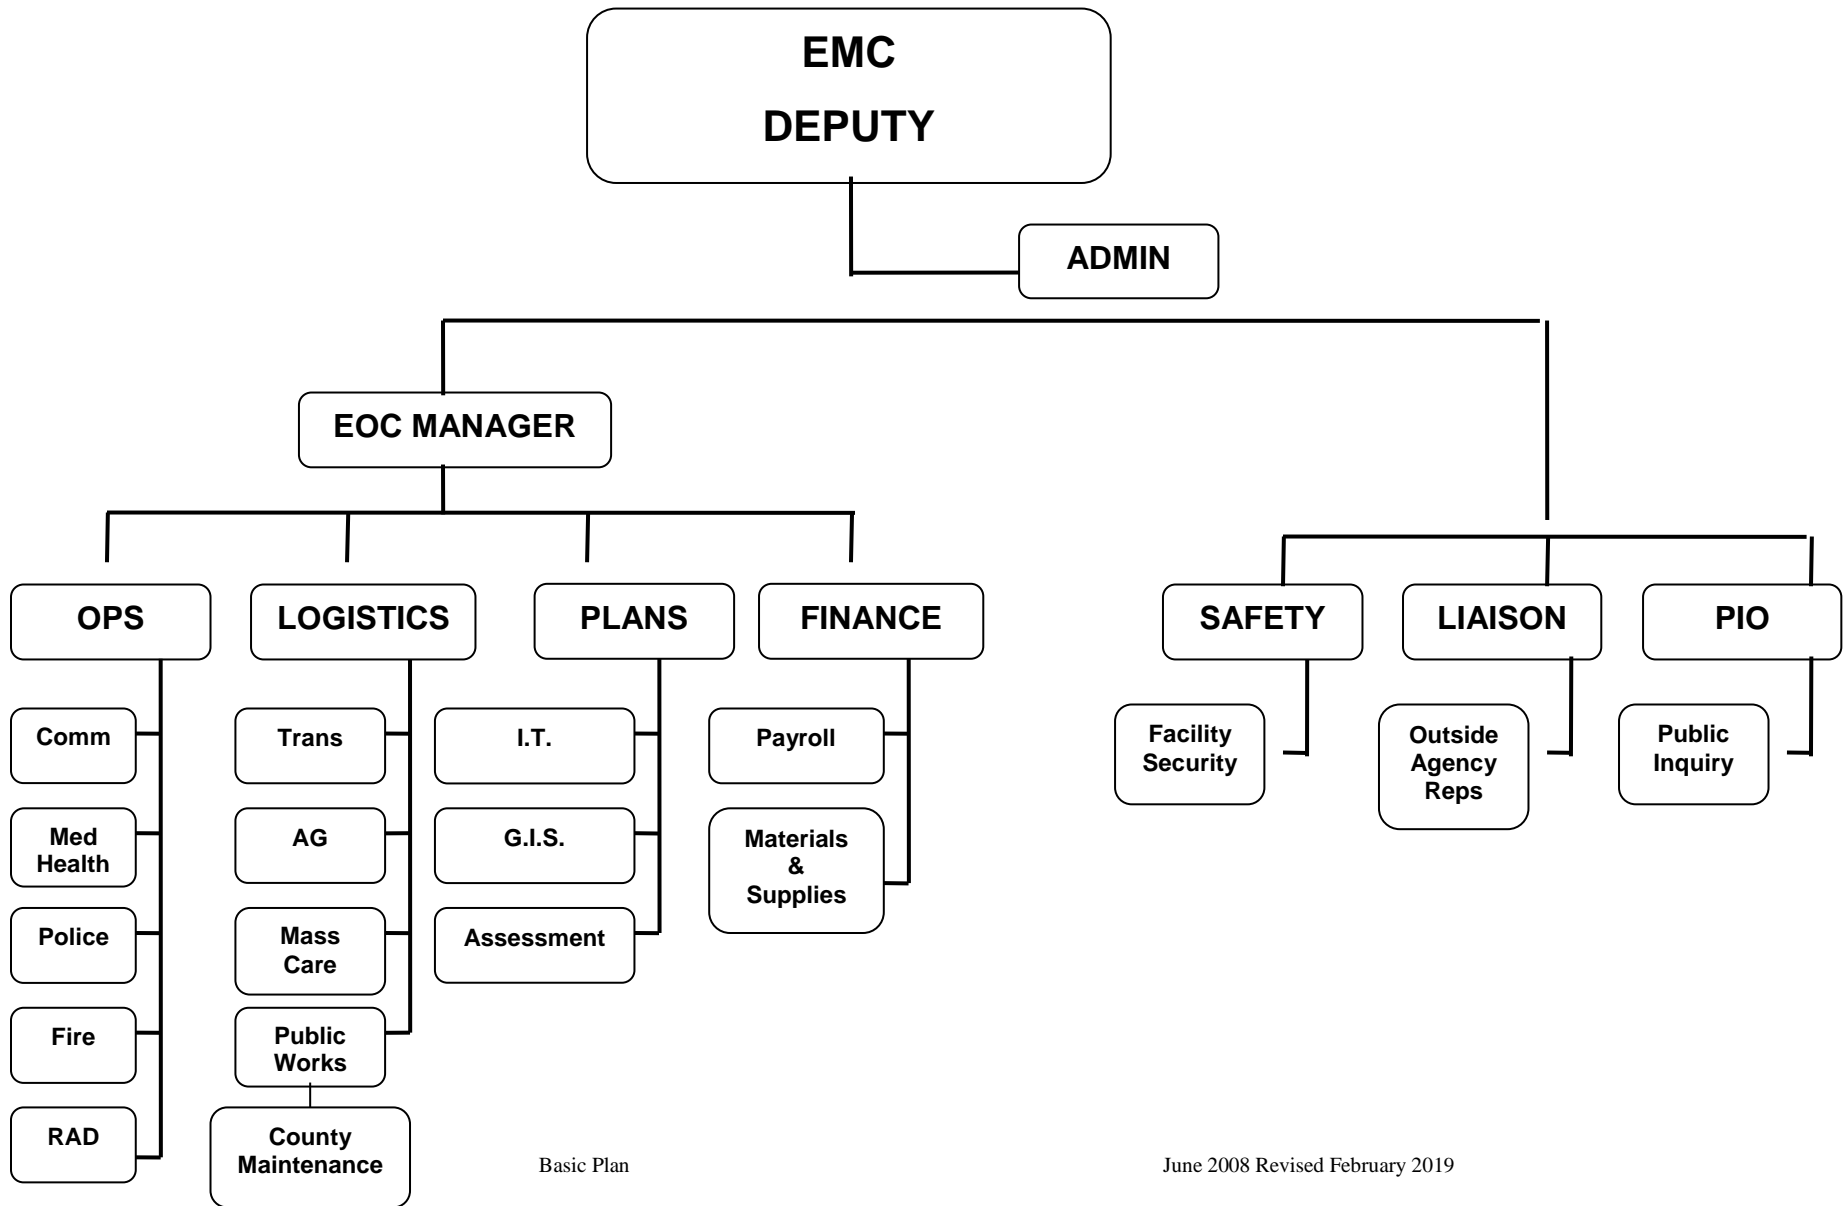 EMC
DEPUTY
ADMIN
EOC MANAGER
OPS
LOGISTICS
PLANS
FINANCE
SAFETY
LIAISON
PIO
Comm
Med
Health
Police
Fire
RAD
Trans
AG
Mass
Care
Public
Works
County
Maintenance
I.T.
G.I.S.
Assessment
Payroll
Materials
&
Supplies
Facility
Security
Outside
Agency
Reps
Public
Inquiry
Basic Plan
June 2008 Revised February 2019